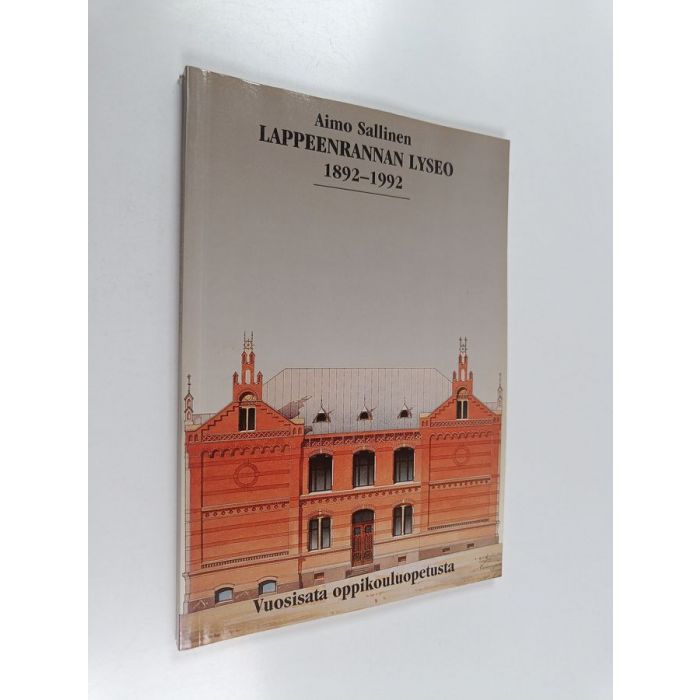 Aimo Sallinen
LAPPEENRANNAN LYSEO
1892–1992
Vuosisata oppikouluopetusta